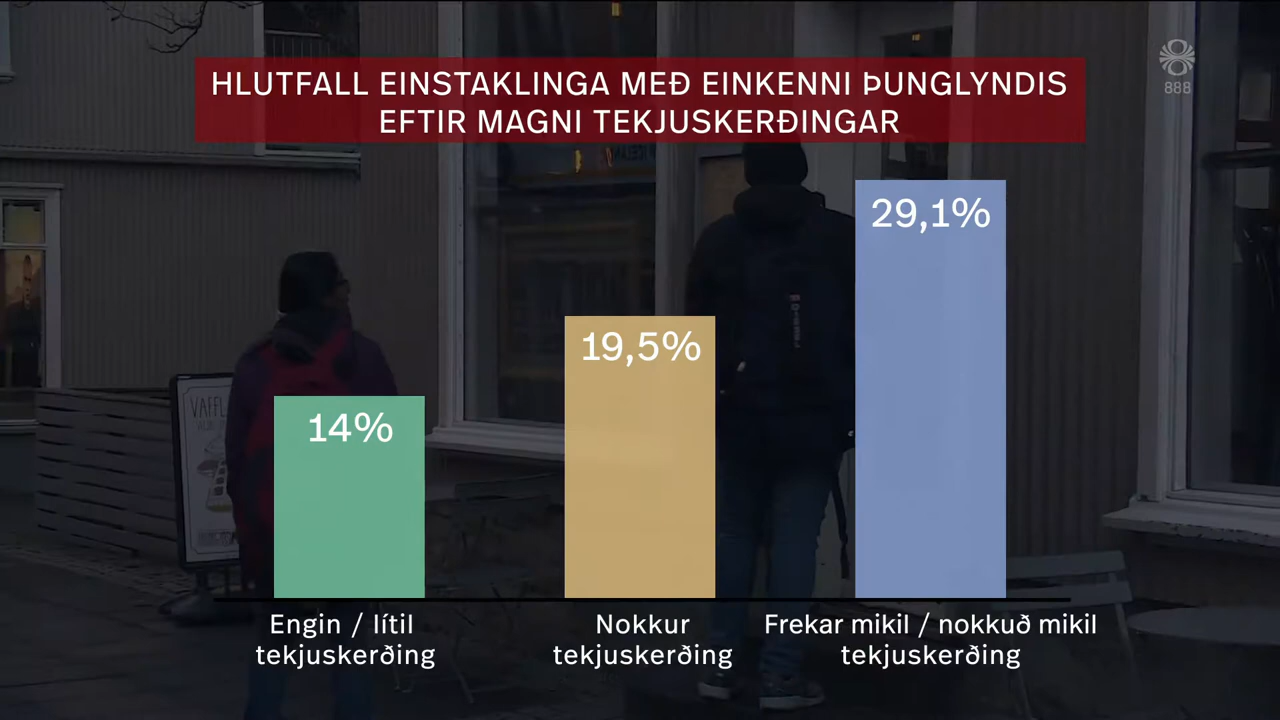 HLUTFALL EINSTAKLINGA MEÐ EINKENNI ÞUNGLYNDIS
EFTIR MAGNI TEKJUSKERÐINGAR
888
29,1%
19,5%
14%
VAFFL
Engin / lítil
tekjuskerðing
Nokkur
tekjuskerðing
Frekar mikil / nokkuð mikil
tekjuskerðing